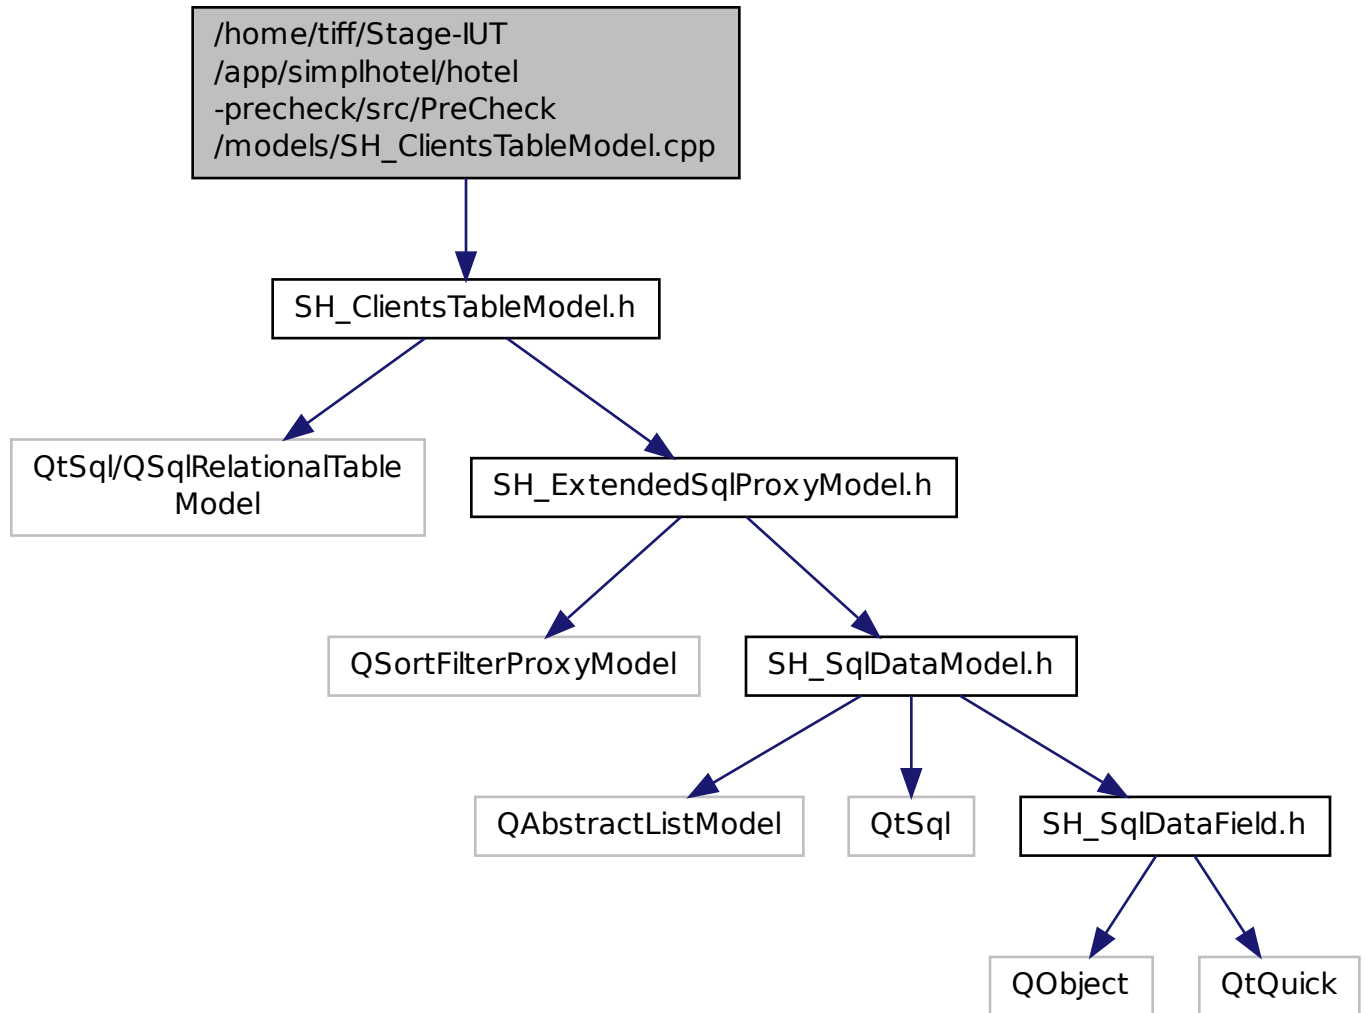 /home/tiff/Stage-IUT
/app/simplhotel/hotel
-precheck/src/PreCheck
/models/SH_ClientsTableModel.cpp
SH_ClientsTableModel.h
QtSql/QSqlRelationalTable
Model
SH_ExtendedSqlProxyModel.h
QSortFilterProxyModel
SH_SqlDataModel.h
QAbstractListModel
QtSql
SH_SqlDataField.h
QObject
QtQuick